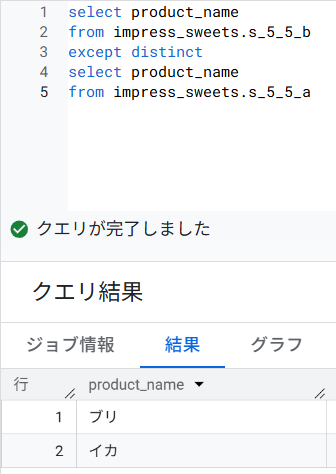 1 select product_name
2 from impress_sweets.s_5_5_b
3 except distinct
4 select product_name
5 from impress_sweets.s_5_5_a
クエリが完了しました
クエリ結果
ジョブ情報 結果 グラフ
行 product_name
1 ブリ
2 イカ